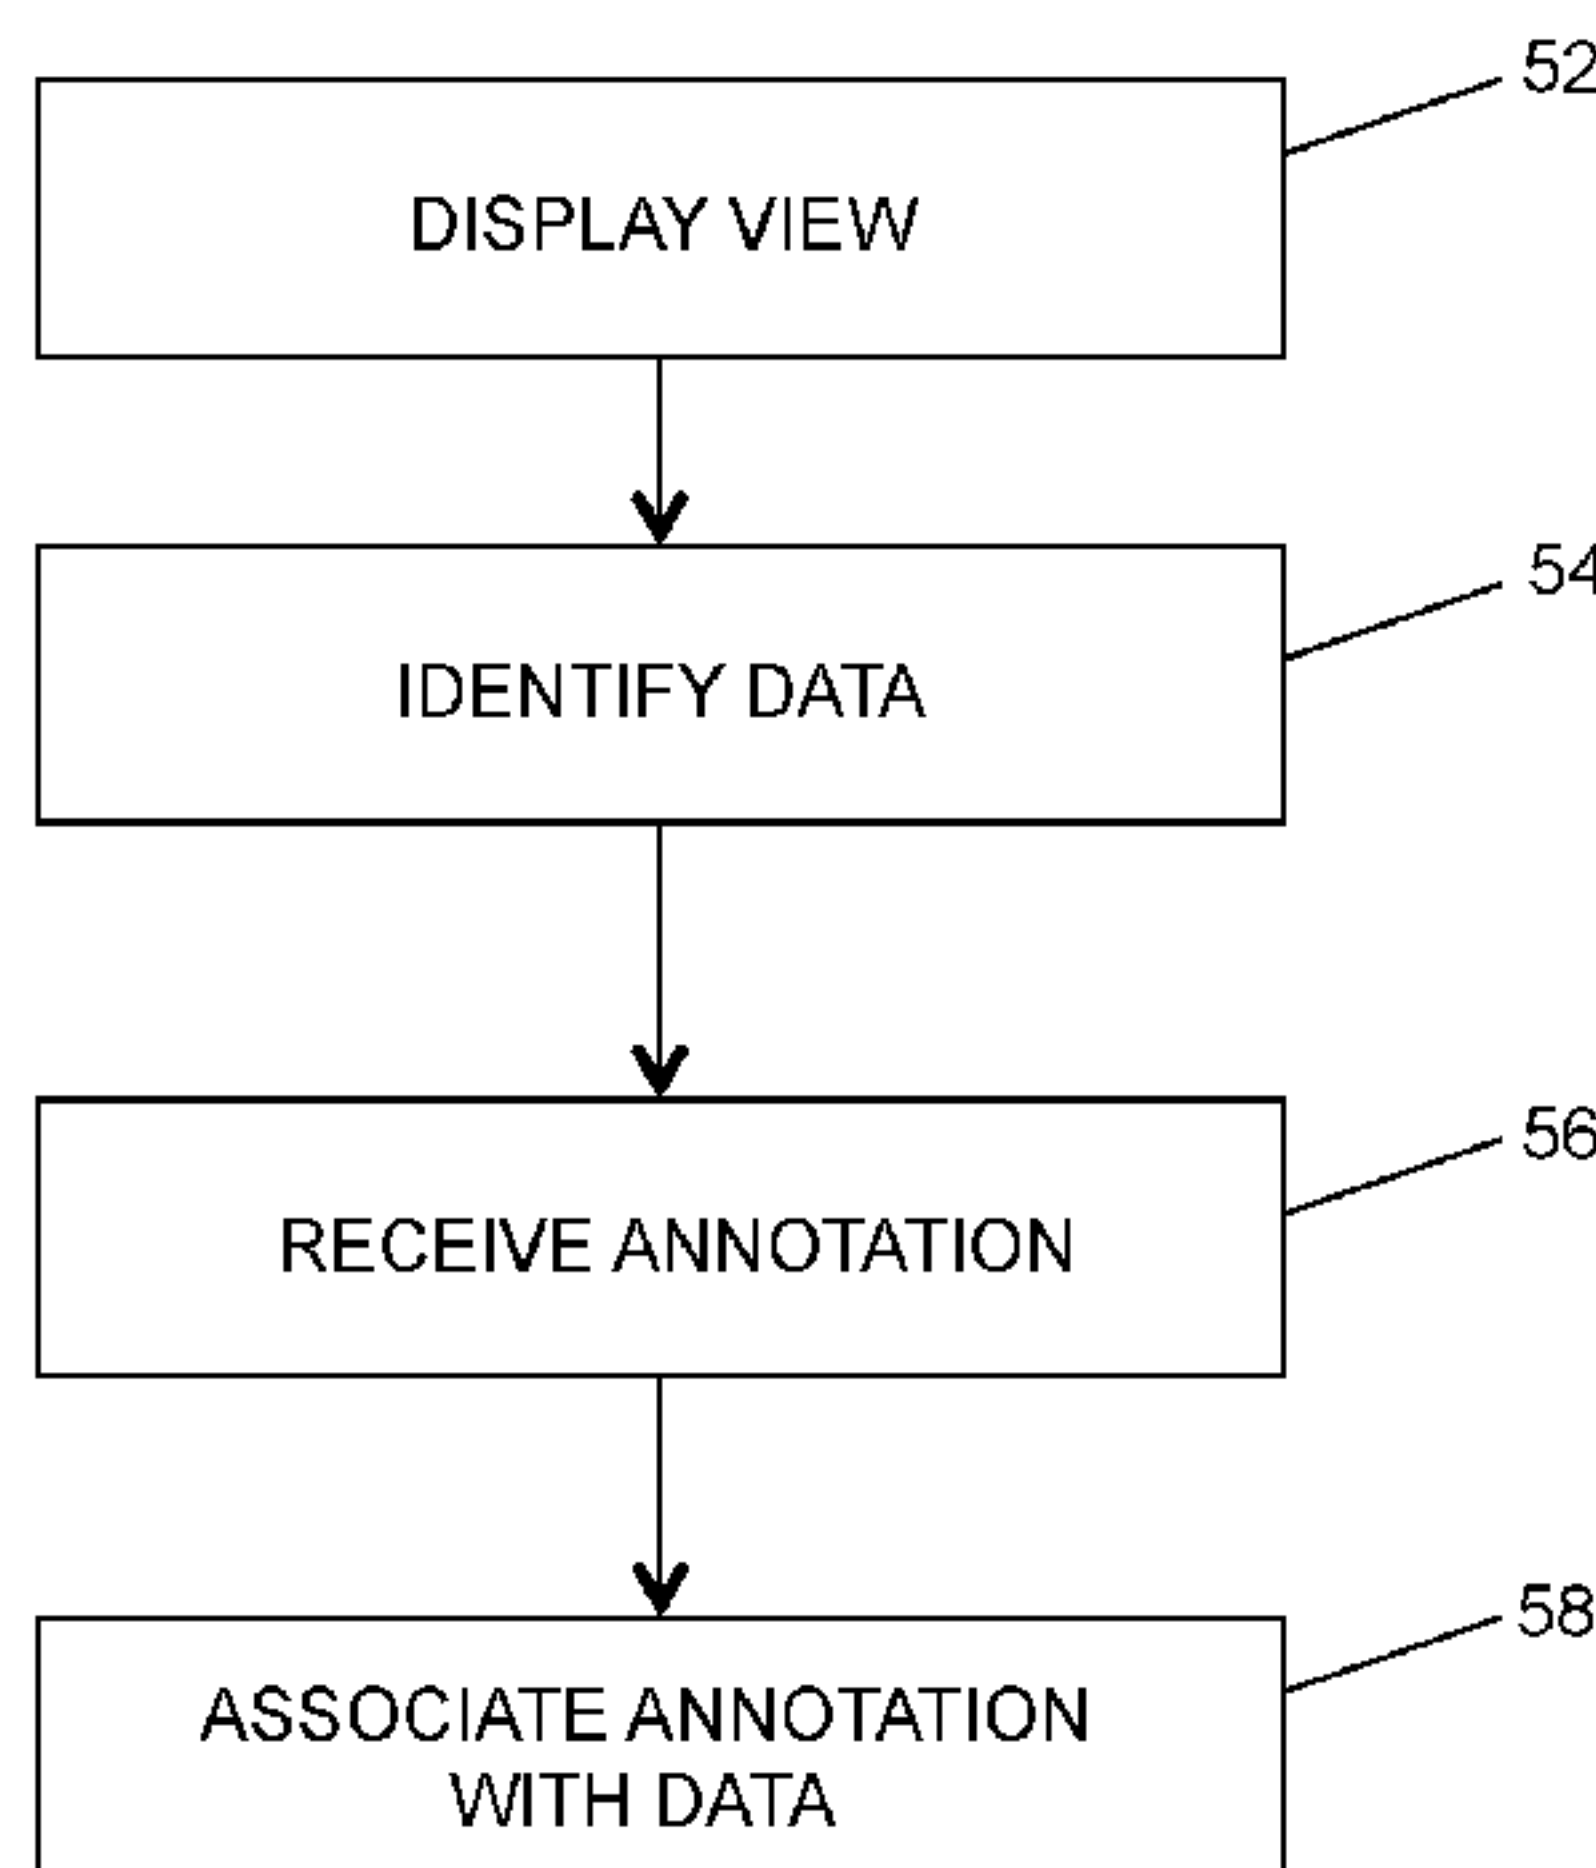 52
DISPLAY VIEW
54
IDENTIFY DATA
56
RECEIVE ANNOTATION
58
ASSOCIATE ANNOTATION
WITH DATA